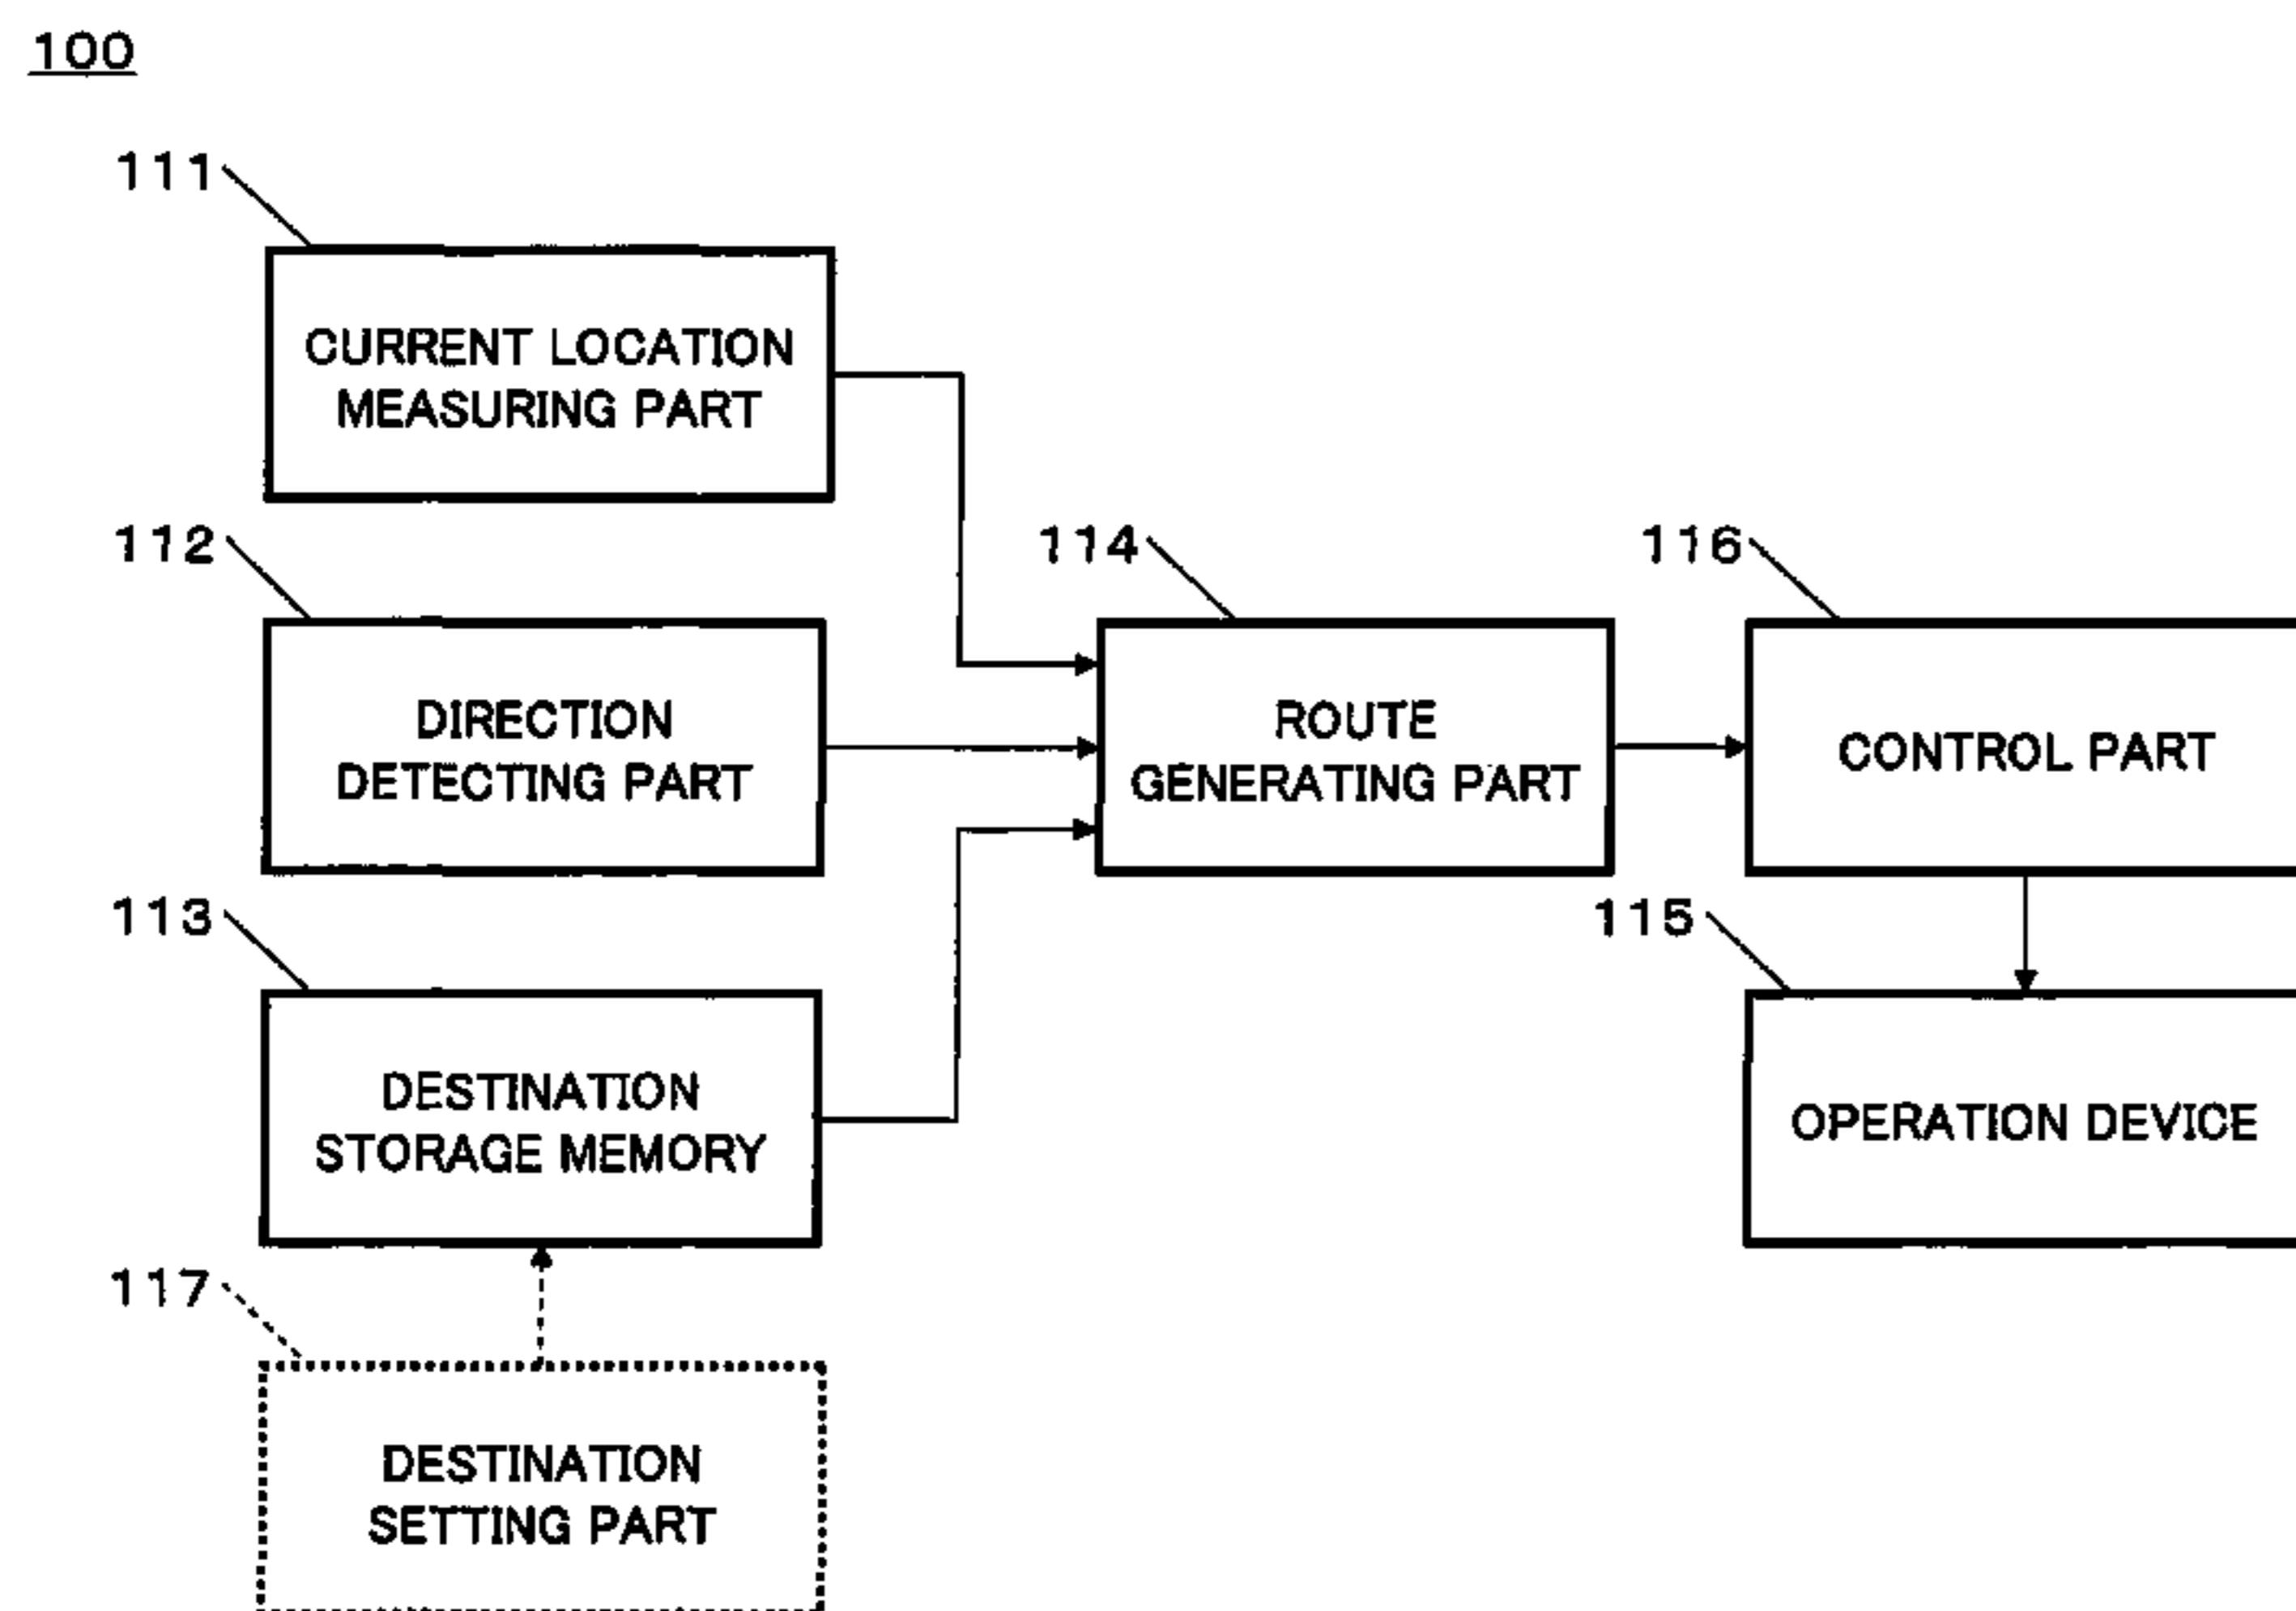 100
111
CURRENT LOCATION
MEASURING PART
112
DIRECTION
DETECTING PART
114
ROUTE
GENERATING PART
116
CONTROL PART
113
DESTINATION
STORAGE MEMORY
115
OPERATION DEVICE
117
DESTINATION
SETTING PART